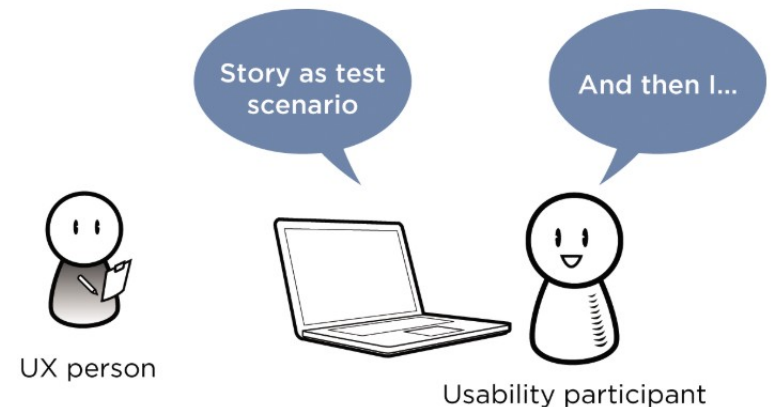 Story as test
scenario
And then I...
UX person
Usability participant